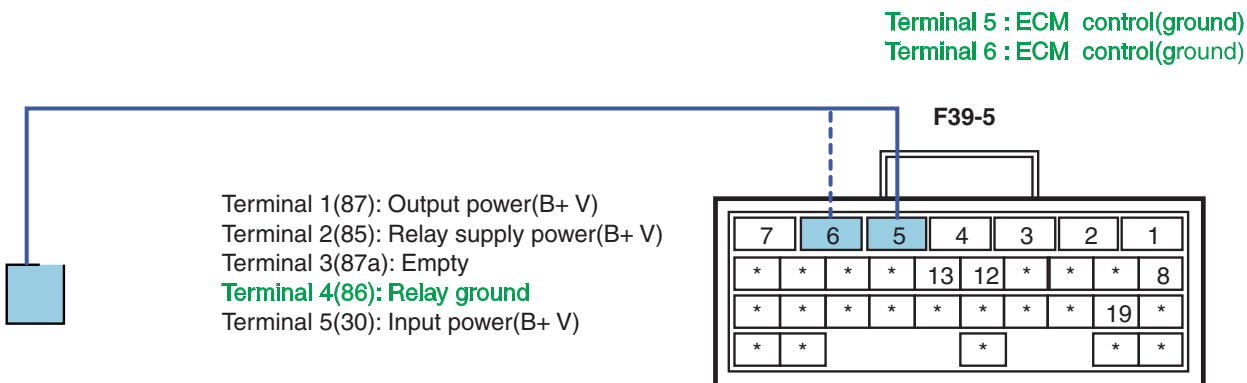 Terminal 5 : ECM control(ground)
Terminal 6 : ECM control(ground)
F39-5
Terminal 1(87): Output power(B+ V)
Terminal 2(85): Relay supply power(B+ V)
Terminal 3(87a): Empty
Terminal 4(86): Relay ground
Terminal 5(30): Input power(B+ V)
7 6 5 4 3 2 1
* * * * 13 12 * * * 8
* * * * * * * * 19 *
* * * * *